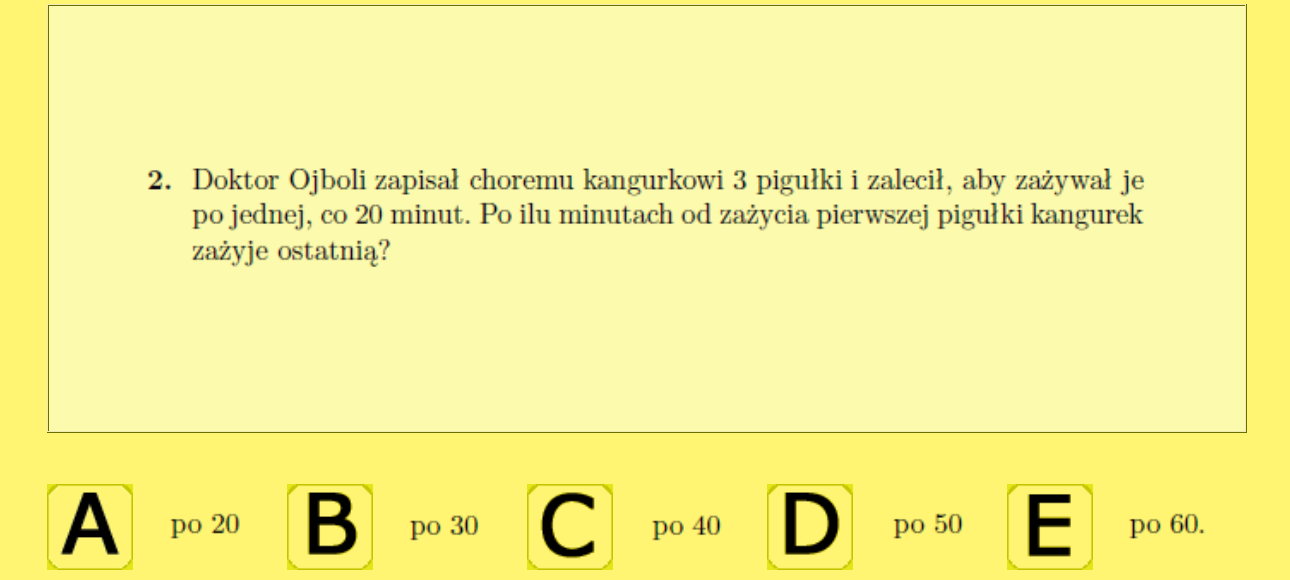 2. Doktor Ojboli zapisał choremu kangurkowi 3 pigułki i zalecił, aby zażywał je
po jednej, co 20 minut. Po ilu minutach od zażycia pierwszej pigułki kangurek
zażyje ostatnią?
A po 20 B po 30 C po 40 D po 50 E po 60.